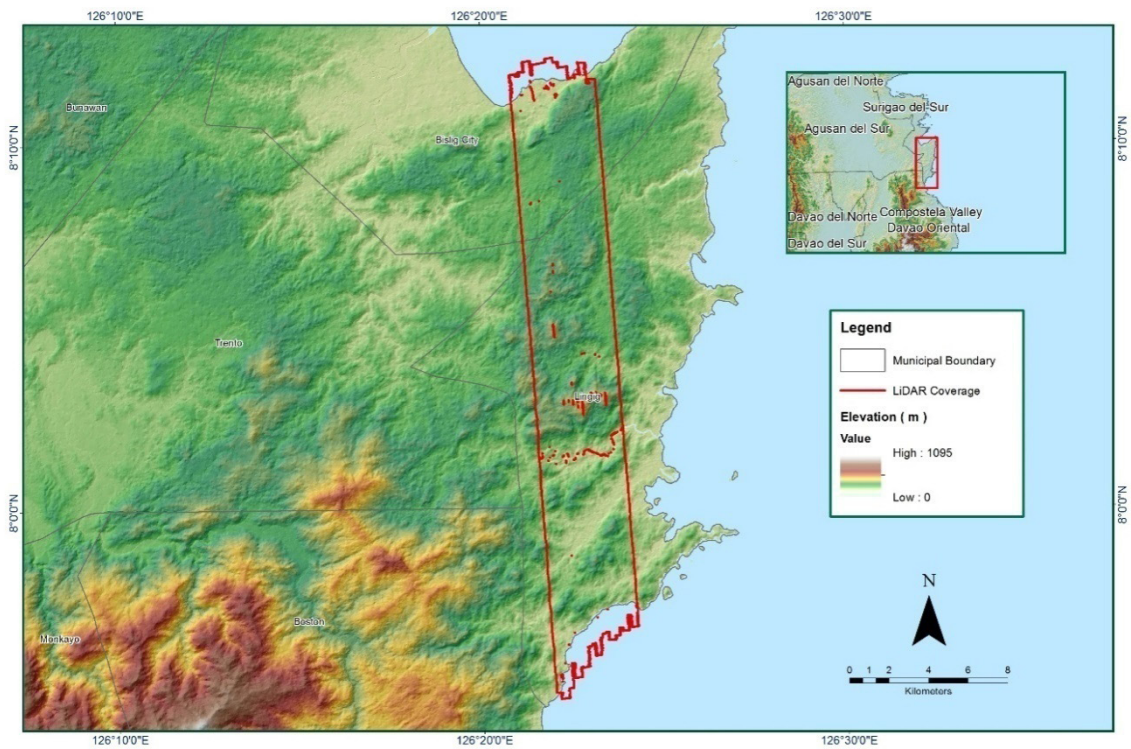 126°10'0"E
126°20'0"E
126°30'0"E
Bunawan
Bislig City
8°10'0"N
8°10'0"N
Agusan del Norte
Surigao del Sur
Agusan del Sur
Compostela Valley
Davao del Norte
Davao Oriental
Davao del Sur
Trento
Lingig
Legend
Municipal Boundary
LiDAR Coverage
Elevation ( m )
Value
High : 1095
Low : 0
8°0'0"N
8°0'0"N
Boston
Monkayo
N
0 1 2 4 6 8
Kilometers
126°10'0"E
126°20'0"E
126°30'0"E